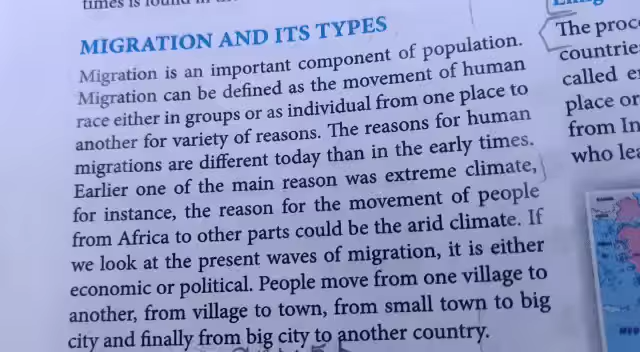 times is found in
MIGRATION AND ITS TYPES
Migration is an important component of population.
Migration can be defined as the movement of human
race either in groups or as individual from one place to
another for variety of reasons. The reasons for human
migrations are different today than in the early times.
Earlier one of the main reason was extreme climate,
for instance, the reason for the movement of people
from Africa to other parts could be the arid climate. If
we look at the present waves of migration, it is either
economic or political. People move from one village to
another, from village to town, from small town to big
city and finally from big city to another country.
The proc
countrie
called e
place or
from In
who lea